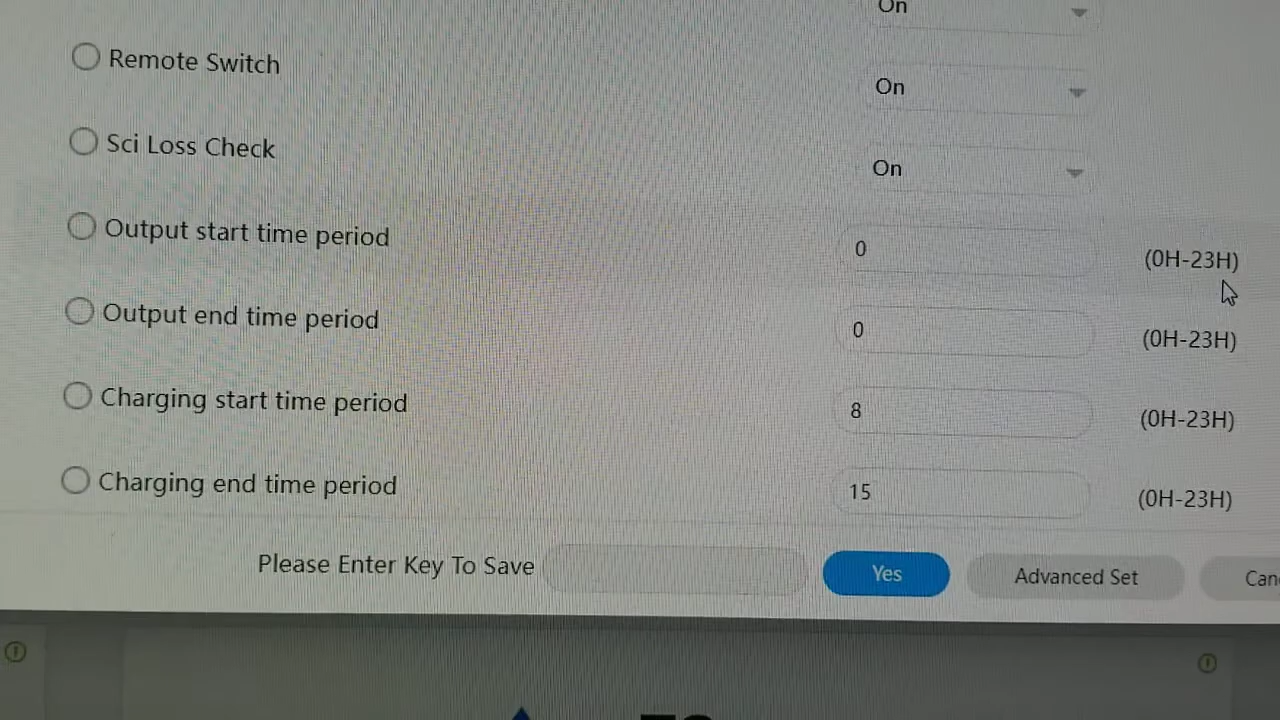 On
Remote Switch
On
Sci Loss Check
On
Output start time period
0
(0H-23H)
Output end time period
0
(0H-23H)
Charging start time period
8
(0H-23H)
Charging end time period
15
(0H-23H)
Please Enter Key To Save
Yes
Advanced Set